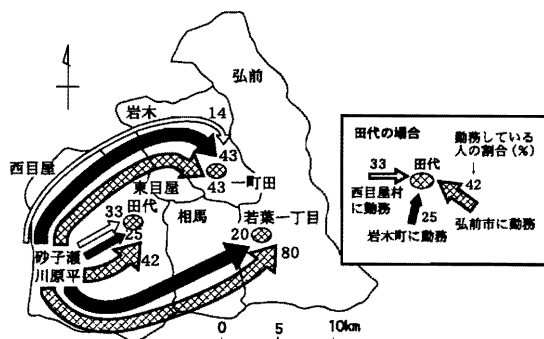 弘前
岩木
14
西目屋
43
東目屋
43
一町田
田代
33
相馬
若葉一丁目
25
20
80
砂子瀬
川原平
42
0 5 10km
田代の場合
勤務している
人の割合(%)
33
田代
42
西目屋村
に勤務
25
弘前市に勤務
岩木町に勤務